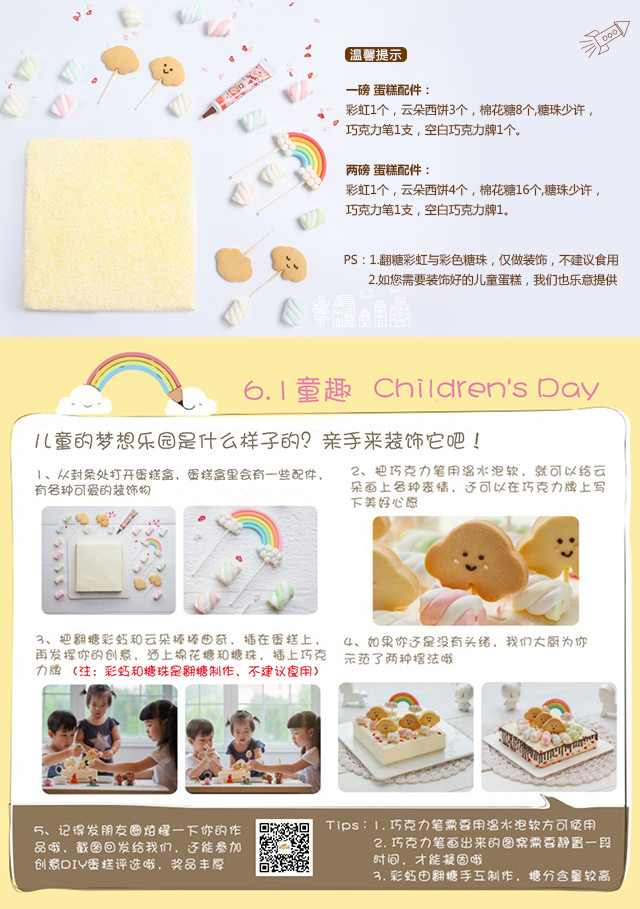 温馨提示
一磅 蛋糕配件：
彩虹1个，云朵西饼3个，棉花糖8个,糖珠少许，
巧克力笔1支，空白巧克力牌1个。
两磅 蛋糕配件：
彩虹1个，云朵西饼4个，棉花糖16个,糖珠少许，
巧克力笔1支，空白巧克力牌1。
PS：1.翻糖彩虹与彩色糖珠，仅做装饰，不建议食用
2.如您需要装饰好的儿童蛋糕，我们也乐意提供
6.1童趣 Children's Day
儿童的梦想乐园是什么样子的？亲手来装饰它吧！
1、从封条处打开蛋糕盒，蛋糕盒里会有一些配件，
有各种可爱的装饰物
2、把巧克力笔用温水泡软，就可以给云
朵画上各种表情，还可以在巧克力牌上写
下美好心愿
3、把翻糖彩虹和云朵棒棒曲奇，插在蛋糕上，
再发挥你的创意，洒上棉花糖和糖珠，插上巧克
力牌（注：彩虹和糖珠是翻糖制作，不建议食用）
4、如果你还是没有头绪，我们大厨为你
示范了两种摆法哦
5、记得发朋友圈炫耀一下你的作
品哦，截图回发给我们，还能参加
创意DIY蛋糕评选哦，奖品丰厚
Tips：1.巧克力笔需要用温水泡软方可使用
2.巧克力笔画出来的图案需要静置一段
时间，才能凝固哦
3.彩虹由翻糖手工制作，糖分含量较高